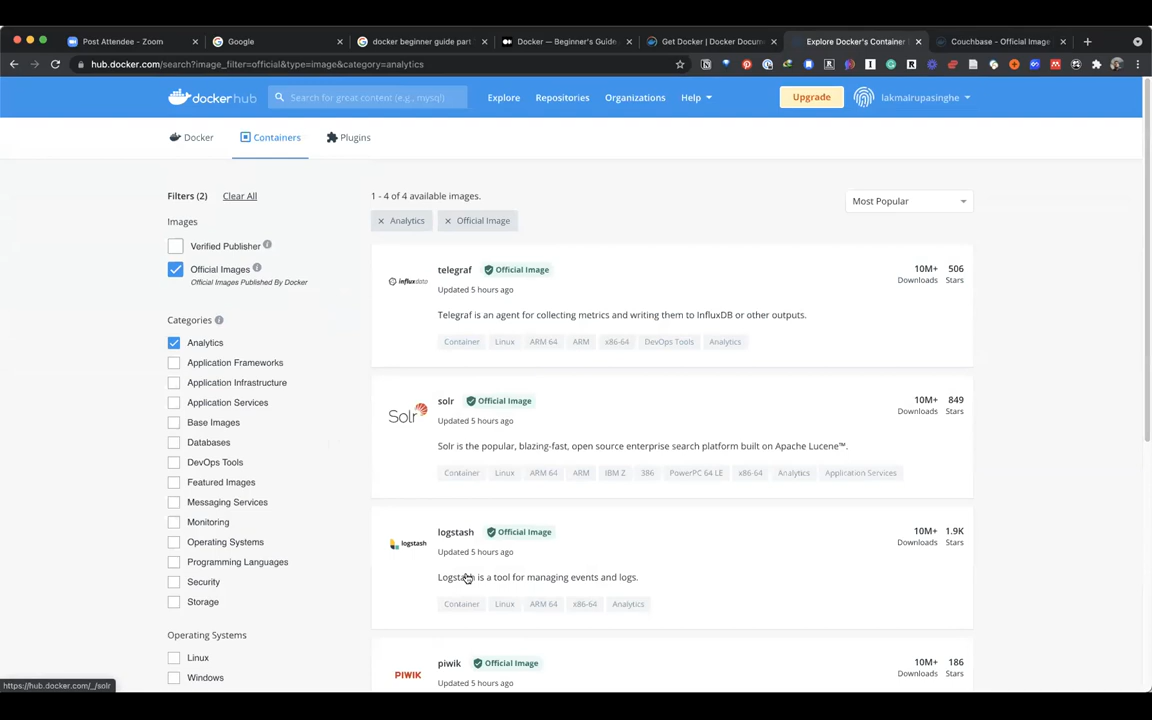 Post Attendee - Zoom
Google
docker beginner guide part
Docker — Beginner's Guide
Get Docker | Docker Docum
Explore Docker's Container
Couchbase - Official Image
hub.docker.com/search?image_filter=official&type=image&category=analytics
dockerhub
Search for great content (e.g., mysql)
Explore
Repositories
Organizations
Help
Upgrade
lakmalrupasinghe
Docker
Containers
Plugins
Filters (2)
Clear All
Images
Verified Publisher
Official Images
Official Images Published By Docker
Categories
Analytics
Application Frameworks
Application Infrastructure
Application Services
Base Images
Databases
DevOps Tools
Featured Images
Messaging Services
Monitoring
Operating Systems
Programming Languages
Security
Storage
Operating Systems
Linux
Windows
1 - 4 of 4 available images.
Most Popular
Analytics
Official Image
influxdata
telegraf
Official Image
Updated 5 hours ago
10M+
Downloads
506
Stars
Telegraf is an agent for collecting metrics and writing them to InfluxDB or other outputs.
Container
Linux
ARM 64
ARM
x86-64
DevOps Tools
Analytics
Solr
solr
Official Image
Updated 5 hours ago
10M+
Downloads
849
Stars
Solr is the popular, blazing-fast, open source enterprise search platform built on Apache Lucene™.
Container
Linux
ARM 64
ARM
IBM Z
386
PowerPC 64 LE
x86-64
Analytics
Application Services
logstash
logstash
Official Image
Updated 5 hours ago
10M+
Downloads
1.9K
Stars
Logstash is a tool for managing events and logs.
Container
Linux
ARM 64
x86-64
Analytics
PIWIK
piwik
Official Image
Updated 5 hours ago
10M+
Downloads
186
Stars
https://hub.docker.com/_/solr